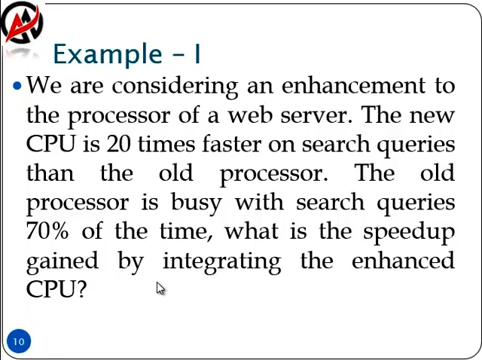 Example – I
• We are considering an enhancement to
the processor of a web server. The new
CPU is 20 times faster on search queries
than the old processor. The old
processor is busy with search queries
70% of the time, what is the speedup
gained by integrating the enhanced
CPU?
10